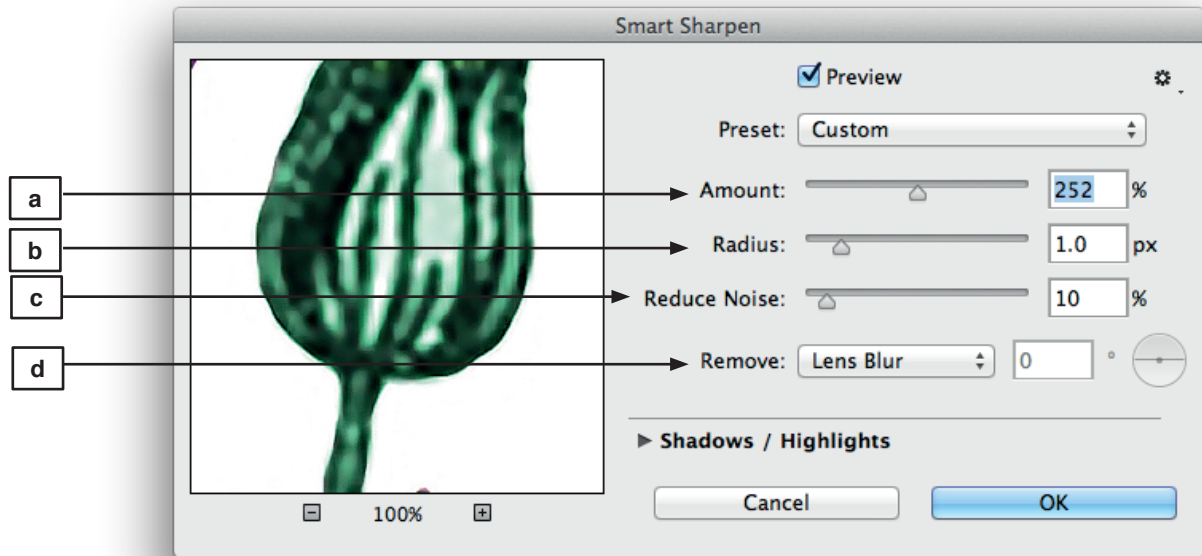 Smart Sharpen
Preview
Preset: Custom
a Amount: 252 %
b Radius: 1.0 px
c Reduce Noise: 10 %
d Remove: Lens Blur 0 °
Shadows / Highlights
100%
Cancel OK